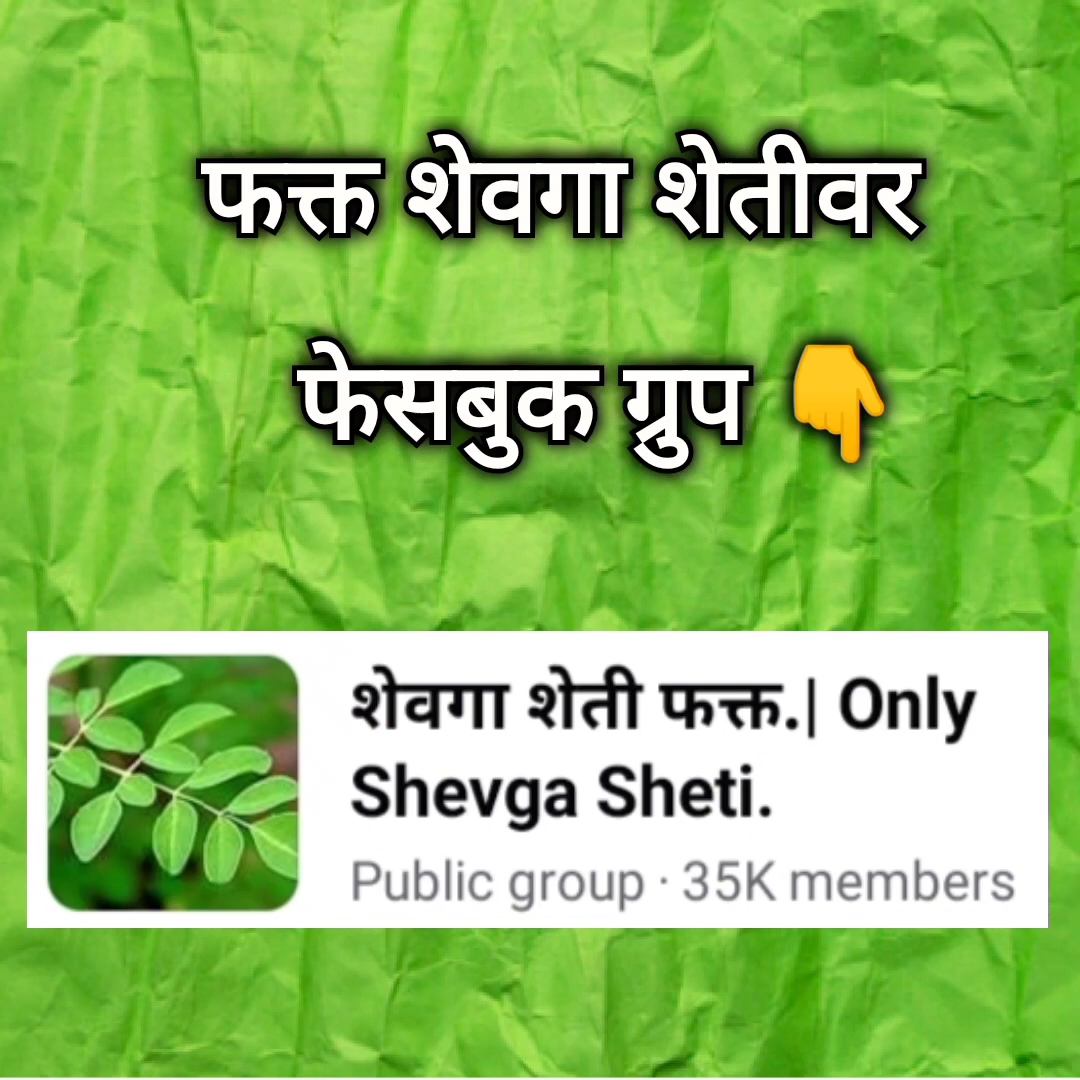 फक्त शेवगा शेतीवर
फेसबुक ग्रुप 👇
शेवगा शेती फक्त.| Only
Shevga Sheti.
Public group · 35K members